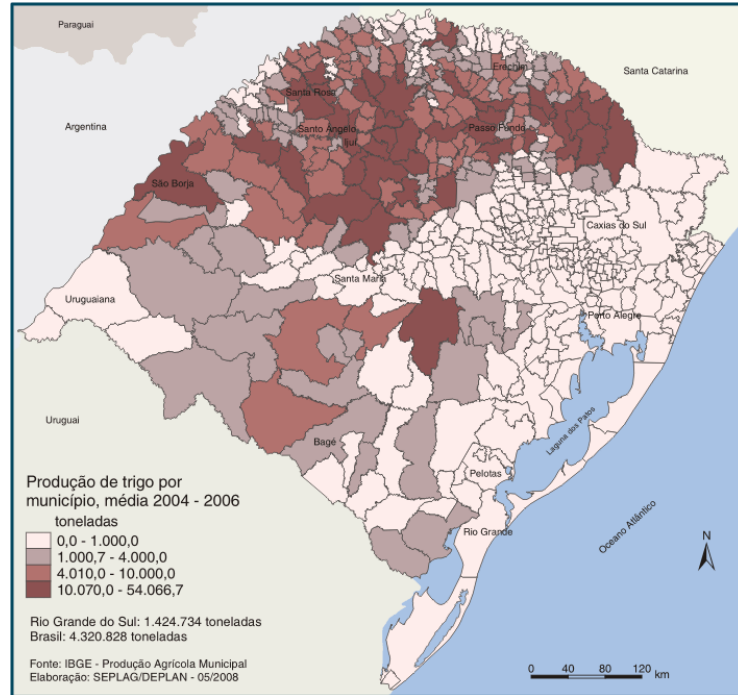 Paraguai
Santa Catarina
Erechim
Santa Rosa
Argentina
Santo Ângelo
Passo Fundo
Ijuí
São Borja
Caxias do Sul
Santa Maria
Uruguaiana
Porto Alegre
Uruguai
Laguna dos Patos
Bagé
Pelotas
Rio Grande
Oceano Atlântico
N
Produção de trigo por
município, média 2004 - 2006
toneladas
0,0 - 1.000,0
1.000,7 - 4.000,0
4.010,0 - 10.000,0
10.070,0 - 54.066,7
Rio Grande do Sul: 1.424.734 toneladas
Brasil: 4.320.828 toneladas
Fonte: IBGE - Produção Agrícola Municipal
Elaboração: SEPLAG/DEPLAN - 05/2008
0 40 80 120 km